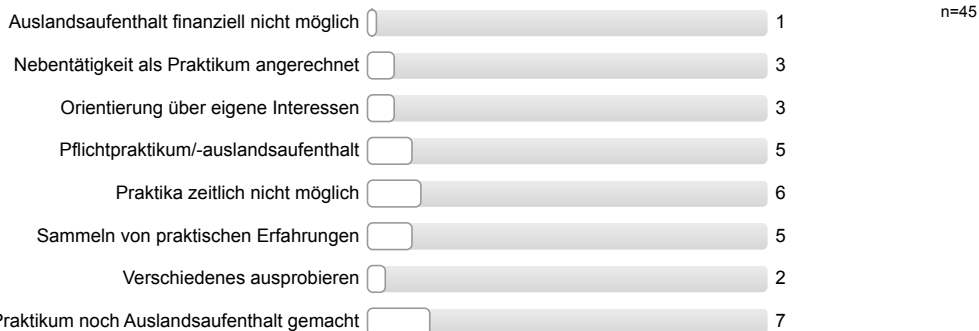 Auslandsaufenthalt finanziell nicht möglich 1 n=45
Nebentätigkeit als Praktikum angerechnet 3
Orientierung über eigene Interessen 3
Pflichtpraktikum/-auslandsaufenthalt 5
Praktika zeitlich nicht möglich 6
Sammeln von praktischen Erfahrungen 5
Verschiedenes ausprobieren 2
Praktikum noch Auslandsaufenthalt gemacht 7